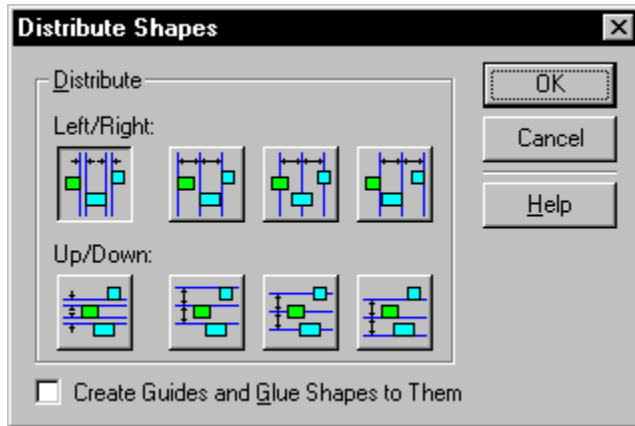 Distribute Shapes
Distribute
OK
Left/Right:
Cancel
Help
Up/Down:
Create Guides and Glue Shapes to Them